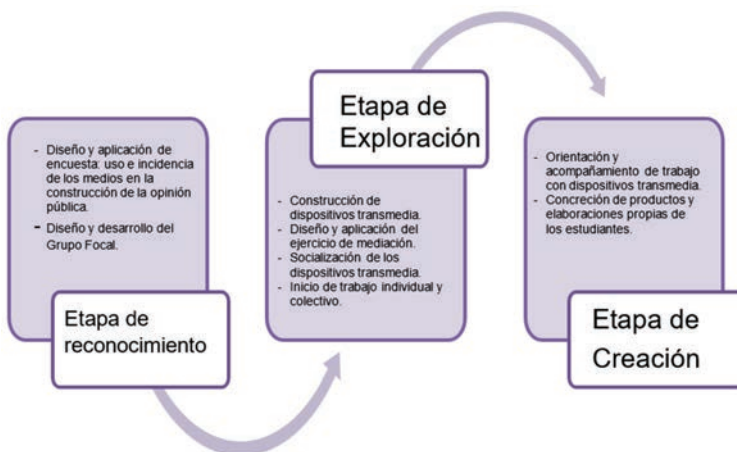 - Diseño y aplicación de
encuesta: uso e incidencia
de los medios en la
construcción de la opinión
pública.
- Diseño y desarrollo del
Grupo Focal.
Etapa de
reconocimiento
Etapa de
Exploración
- Construcción de
dispositivos transmedia.
- Diseño y aplicación del
ejercicio de mediación.
- Socialización de los
dispositivos transmedia.
- Inicio de trabajo individual y
colectivo.
- Orientación y
acompañamiento de trabajo
con dispositivos transmedia.
- Concreción de productos y
elaboraciones propias de
los estudiantes.
Etapa de
Creación